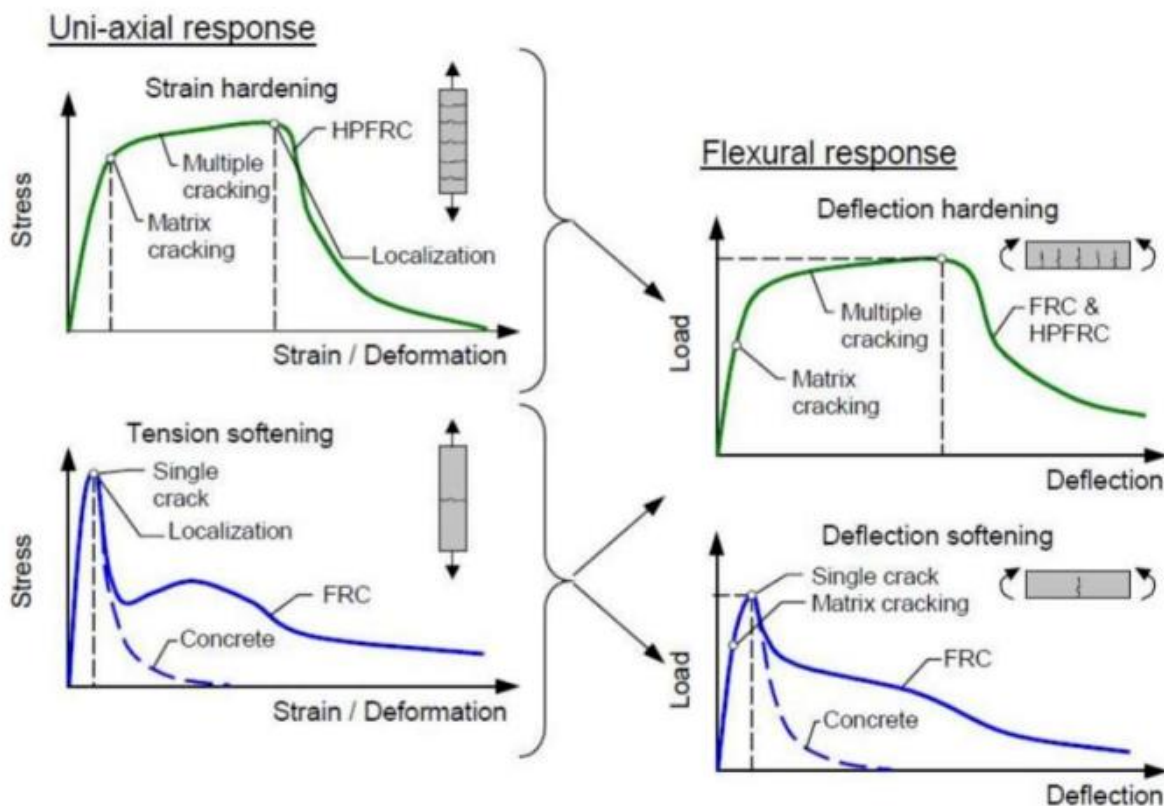 Uni-axial response
Strain hardening
HPFRC
Multiple
cracking
Matrix
cracking
Localization
Stress
Strain / Deformation
Tension softening
Single
crack
Localization
FRC
Concrete
Stress
Strain / Deformation
Flexural response
Deflection hardening
Multiple
cracking
FRC &
HPFRC
Matrix
cracking
Load
Deflection
Deflection softening
Single crack
Matrix cracking
FRC
Concrete
Load
Deflection